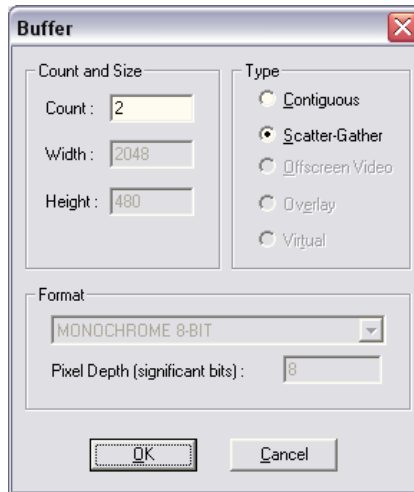 Buffer
Count and Size
Count : 2
Width : 2048
Height : 480
Type
Contiguous
Scatter-Gather
Offscreen Video
Overlay
Virtual
Format
MONOCHROME 8-BIT
Pixel Depth (significant bits) : 8
OK
Cancel